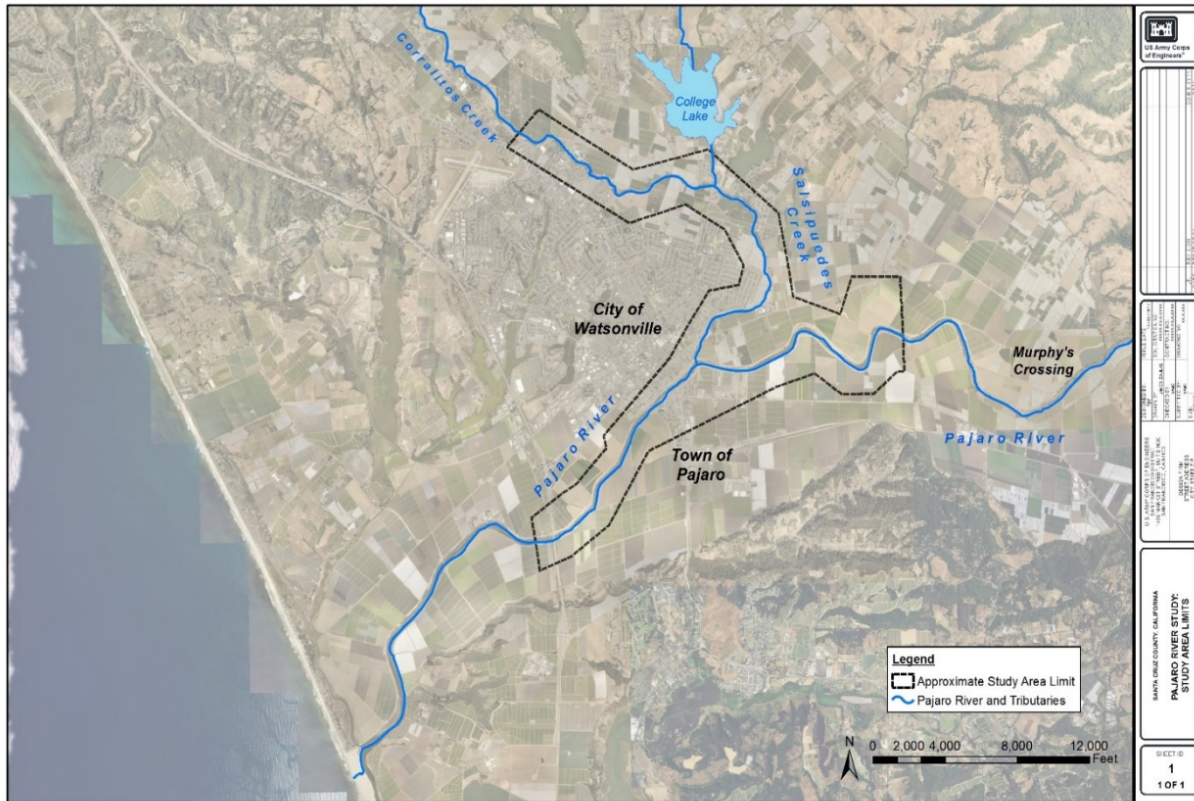 Corralitos
Creek
College
Lake
Salsipuedes
Creek
City of
Watsonville
Murphy's
Crossing
Pajaro River
Pajaro River
Town of
Pajaro
Legend
Approximate Study Area Limit
Pajaro River and Tributaries
N
0 2,000 4,000 8,000 12,000
Feet
US Army Corps
of Engineers
SANTA CRUZ COUNTY, CALIFORNIA
PAJARO RIVER STUDY:
STUDY AREA LIMITS
SHEET ID
1
1 OF 1